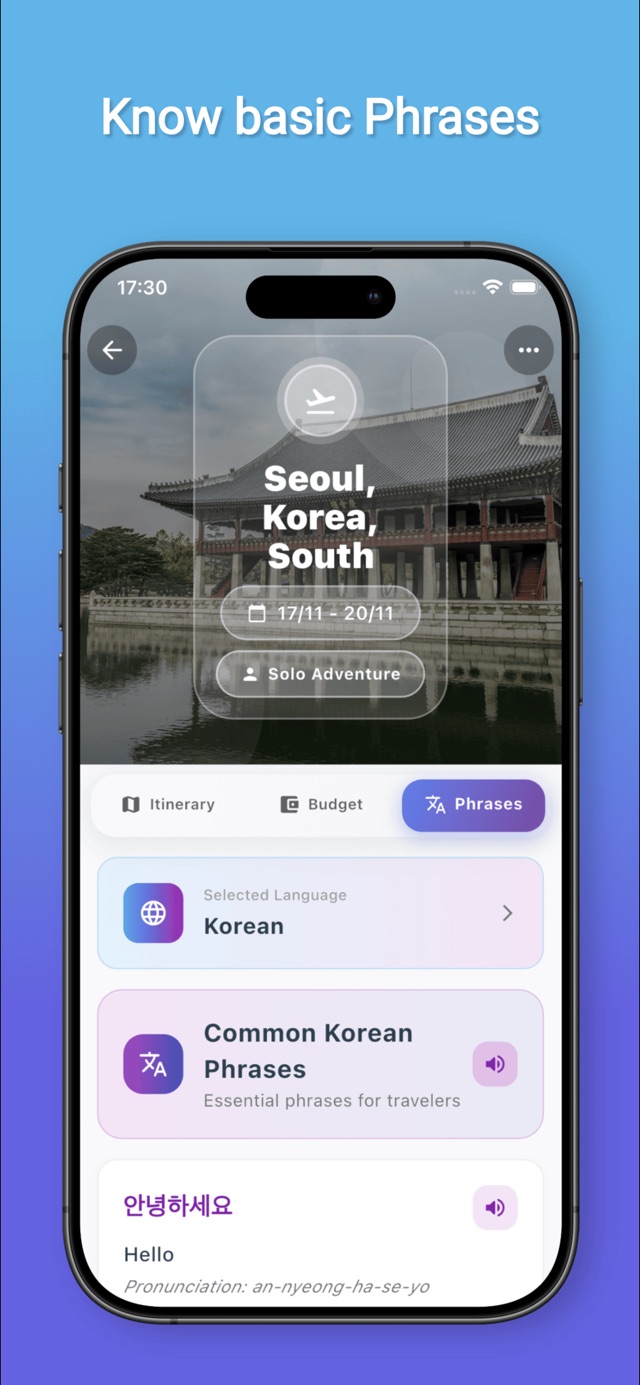 Know basic Phrases
17:30
Seoul,
Korea,
South
17/11 - 20/11
Solo Adventure
Itinerary
Budget
Phrases
Selected Language
Korean
Common Korean
Phrases
Essential phrases for travelers
안녕하세요
Hello
Pronunciation: an-nyeong-ha-se-yo